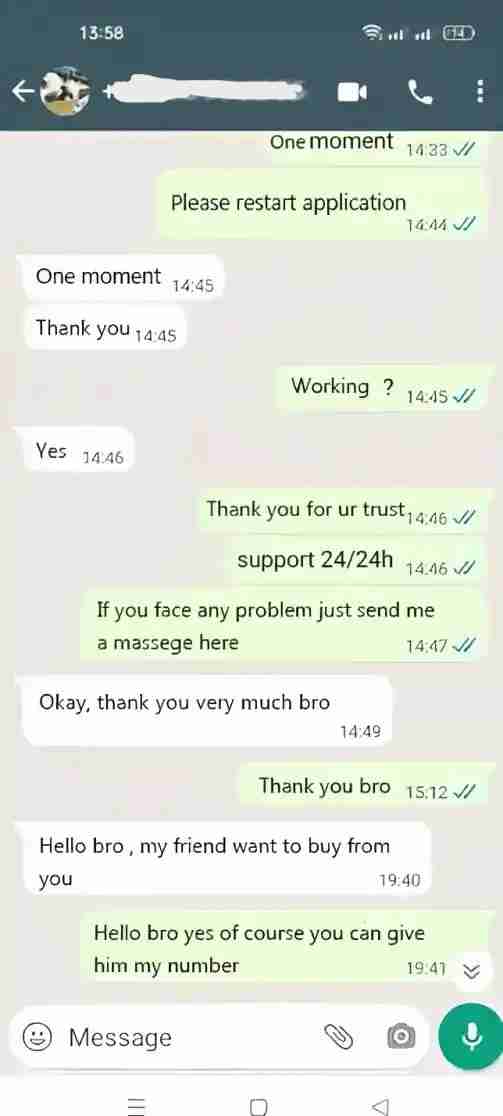 13:58
14
One moment 14:33
Please restart application
14:44
One moment 14:45
Thank you 14:45
Working ? 14:45
Yes 14:46
Thank you for ur trust 14:46
support 24/24h 14:46
If you face any problem just send me
a massege here 14:47
Okay, thank you very much bro
14:49
Thank you bro 15:12
Hello bro , my friend want to buy from
you 19:40
Hello bro yes of course you can give
him my number 19:41
Message